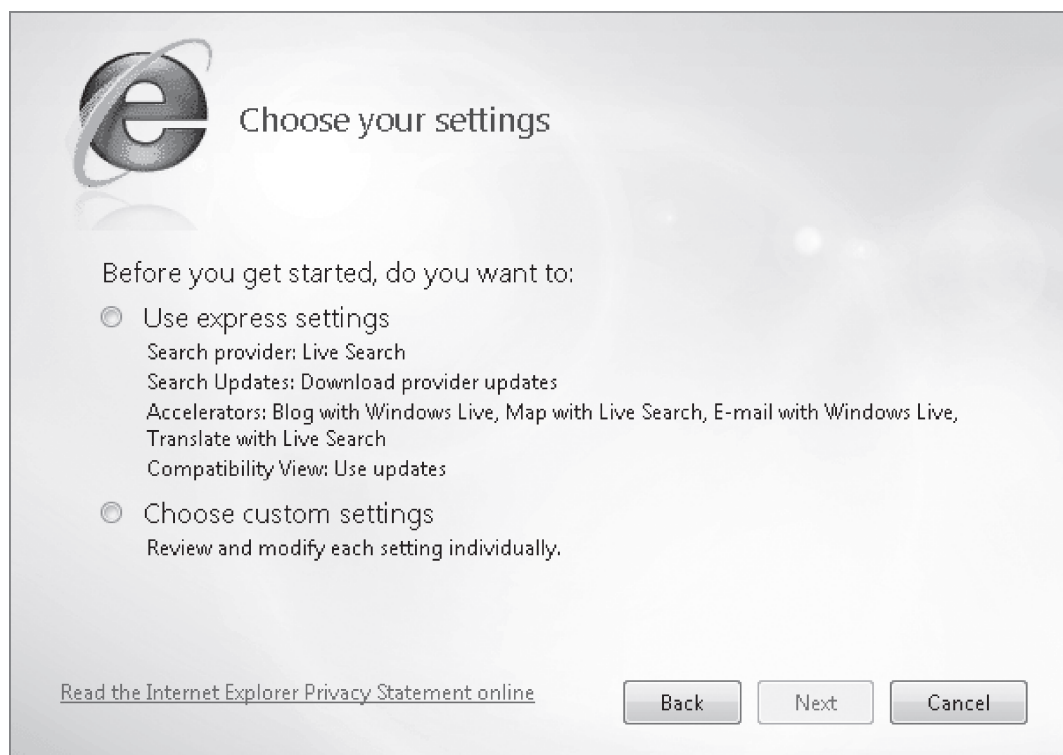 Choose your settings
Before you get started, do you want to:
Use express settings
Search provider: Live Search
Search Updates: Download provider updates
Accelerators: Blog with Windows Live, Map with Live Search, E-mail with Windows Live,
Translate with Live Search
Compatibility View: Use updates
Choose custom settings
Review and modify each setting individually.
Read the Internet Explorer Privacy Statement online
Back
Next
Cancel